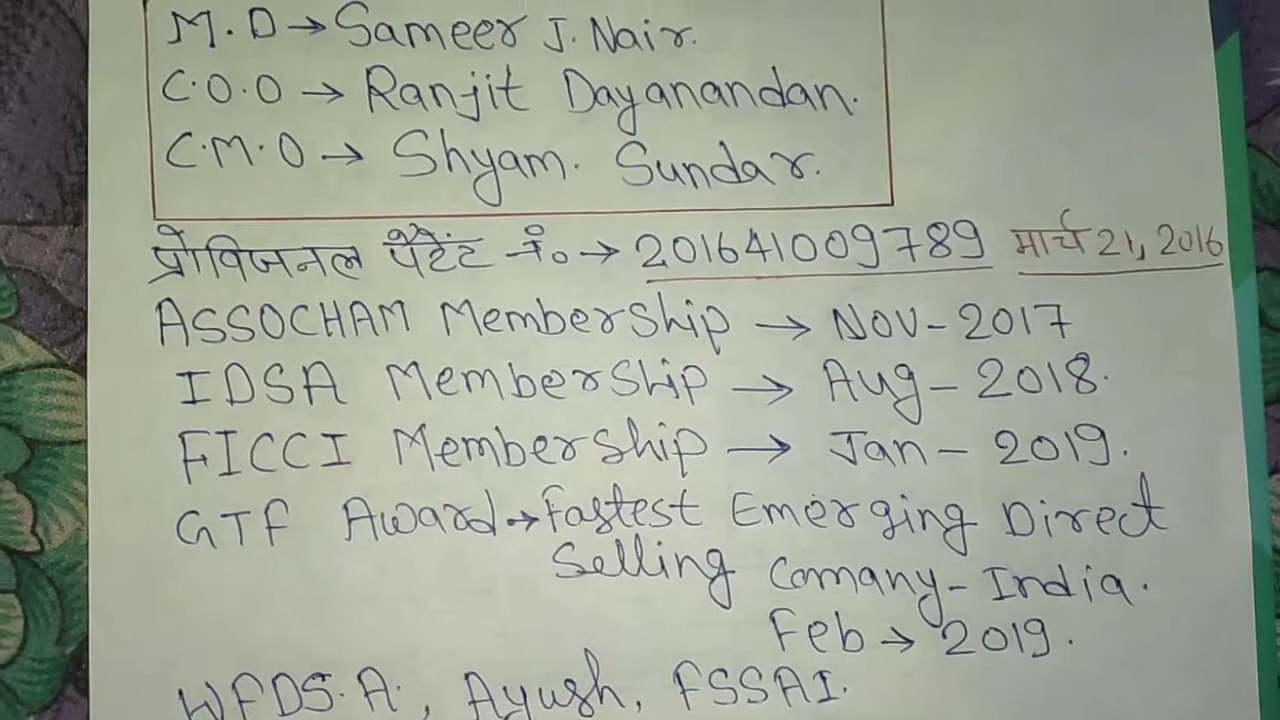 M.D → Sameer J. Nair.
C.O.O → Ranjit Dayanandan.
C.M.O → Shyam. Sundar.
प्रोविजनल पैटेंट नं० → 201641009789 मार्च 21, 2016
ASSOCHAM Membership → Nov - 2017
IDSA Membership → Aug - 2018.
FICCI Membership → Jan - 2019.
GTF Award → Fastest Emerging Direct
Selling Comany - India.
Feb → 2019.
WFDS.A., Ayush, FSSAI.